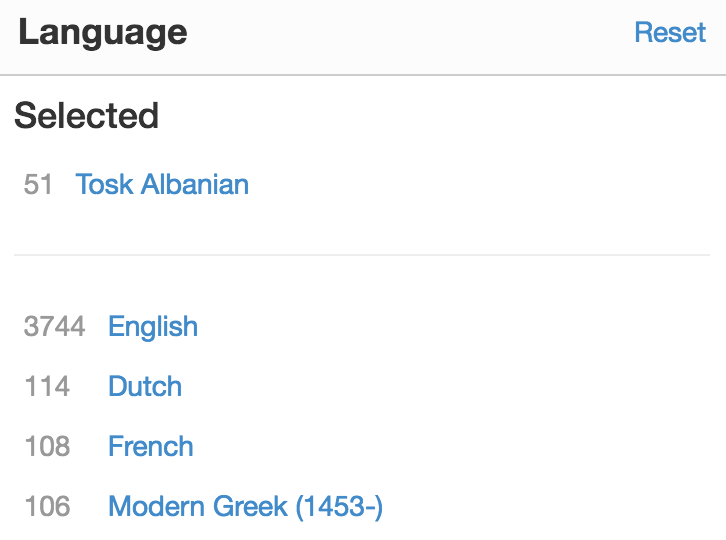 Language Reset
Selected
51 Tosk Albanian
3744 English
114 Dutch
108 French
106 Modern Greek (1453-)